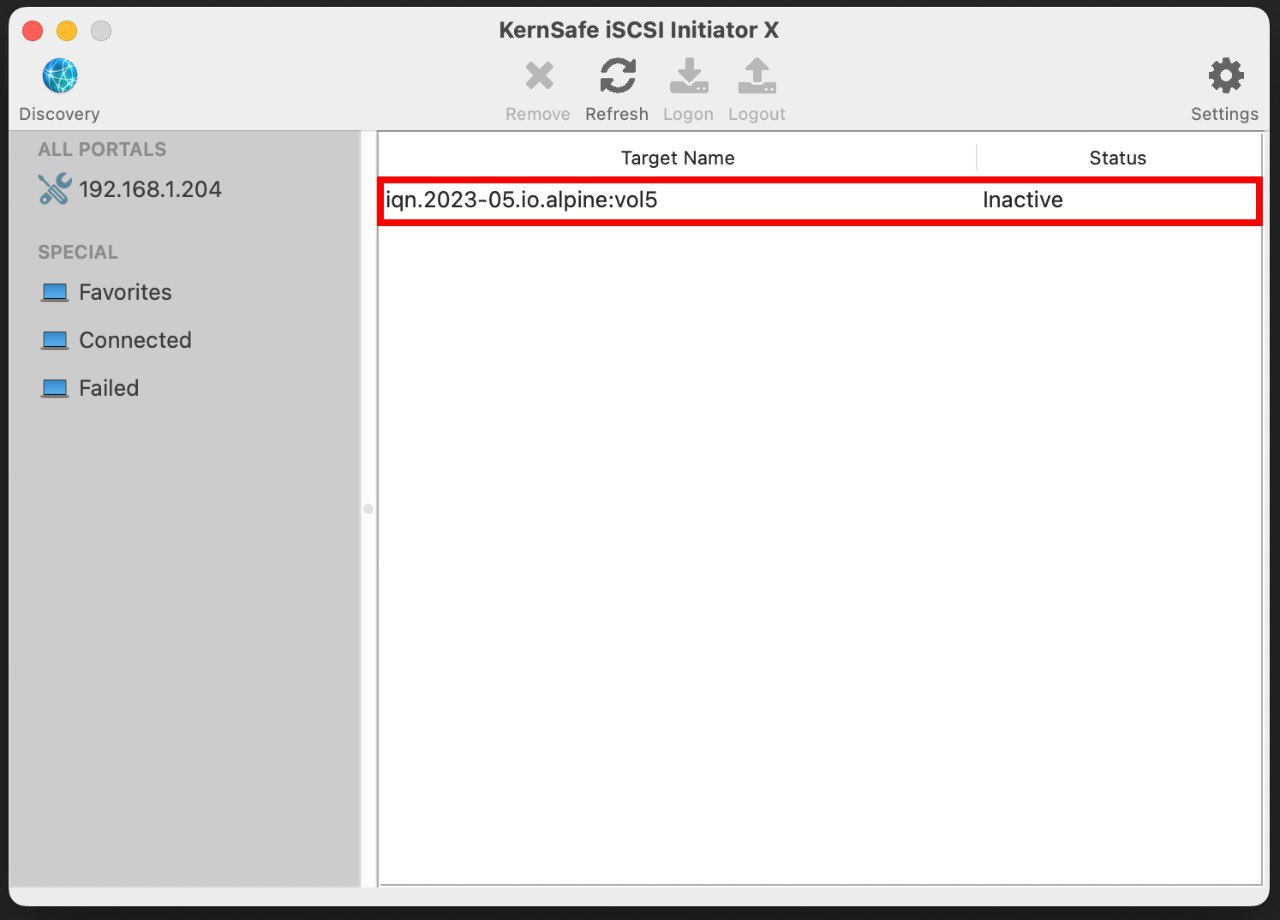 KernSafe iSCSI Initiator X
Discovery
Remove
Refresh
Logon
Logout
Settings
ALL PORTALS
192.168.1.204
SPECIAL
Favorites
Connected
Failed
Target Name Status
iqn.2023-05.io.alpine:vol5 Inactive